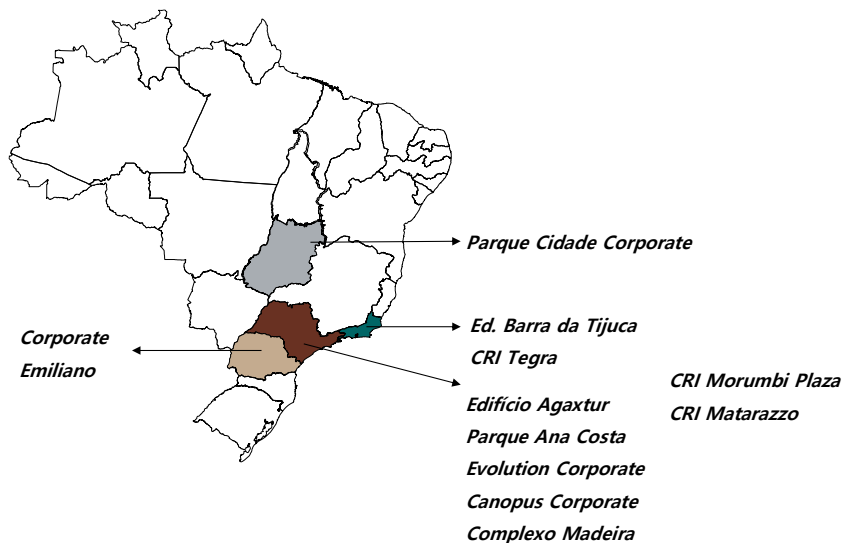 Parque Cidade Corporate
Ed. Barra da Tijuca
CRI Tegra
Corporate
Emiliano
Edifício Agaxtur
Parque Ana Costa
Evolution Corporate
Canopus Corporate
Complexo Madeira
CRI Morumbi Plaza
CRI Matarazzo